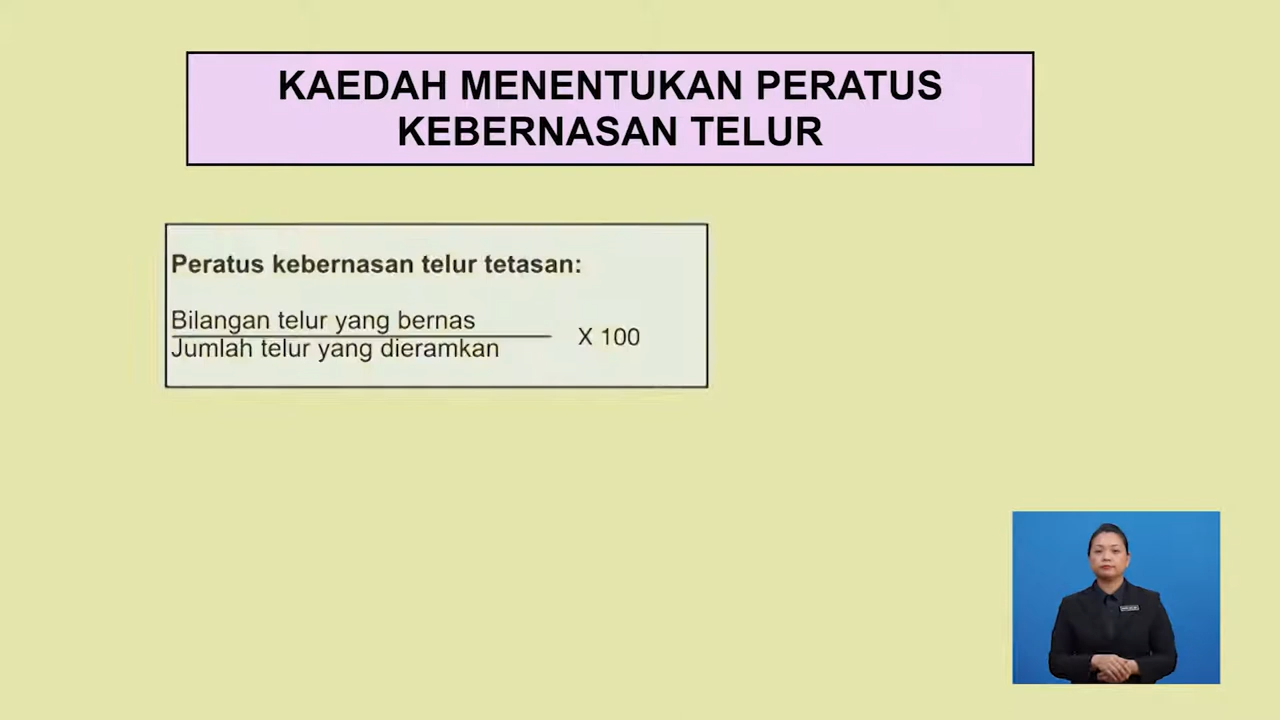 KAEDAH MENENTUKAN PERATUS
KEBERNASAN TELUR
Peratus kebernasan telur tetasan:
Bilangan telur yang bernas
Jumlah telur yang dieramkan
X 100